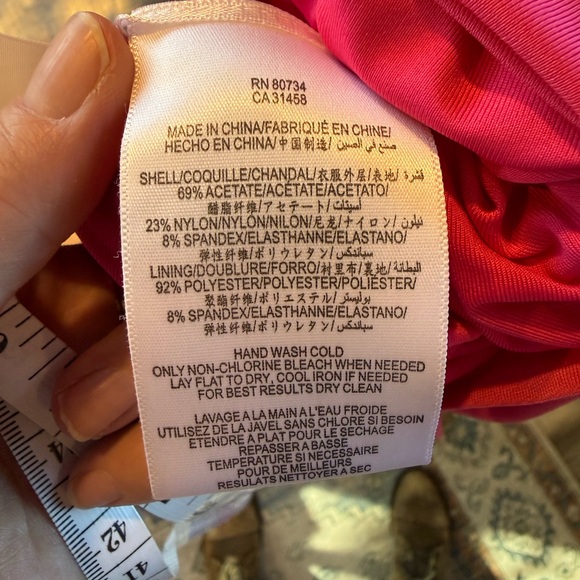 RN 80734
CA 31458
MADE IN CHINA/FABRIQUÉ EN CHINE/
HECHO EN CHINA/中国制造/ صنع في الصين
SHELL/COQUILLE/CHANDAL/衣服外层/表地/ قشرة
69% ACETATE/ACÉTATE/ACETATO/
醋酯纤维/アセテート/ أسيتات
23% NYLON/NYLON/NILON/尼龙/ナイロン/ نيلون
8% SPANDEX/ELASTHANNE/ELASTANO/
弹性纤维/ポリウレタン/ سباندكس
LINING/DOUBLURE/FORRO/衬里布/裏地/ البطانة
92% POLYESTER/POLYESTER/POLIÉSTER/
聚酯纤维/ポリエステル/ بوليستر
8% SPANDEX/ELASTHANNE/ELASTANO/
弹性纤维/ポリウレタン/ سباندكس
HAND WASH COLD
ONLY NON-CHLORINE BLEACH WHEN NEEDED
LAY FLAT TO DRY, COOL IRON IF NEEDED
FOR BEST RESULTS DRY CLEAN
LAVAGE A LA MAIN A L'EAU FROIDE
UTILISEZ DE LA JAVEL SANS CHLORE SI BESOIN
ETENDRE A PLAT POUR LE SECHAGE
REPASSER A BASSE
TEMPERATURE SI NECESSAIRE
POUR DE MEILLEURS
RESULATS NETTOYER A SEC
41
42